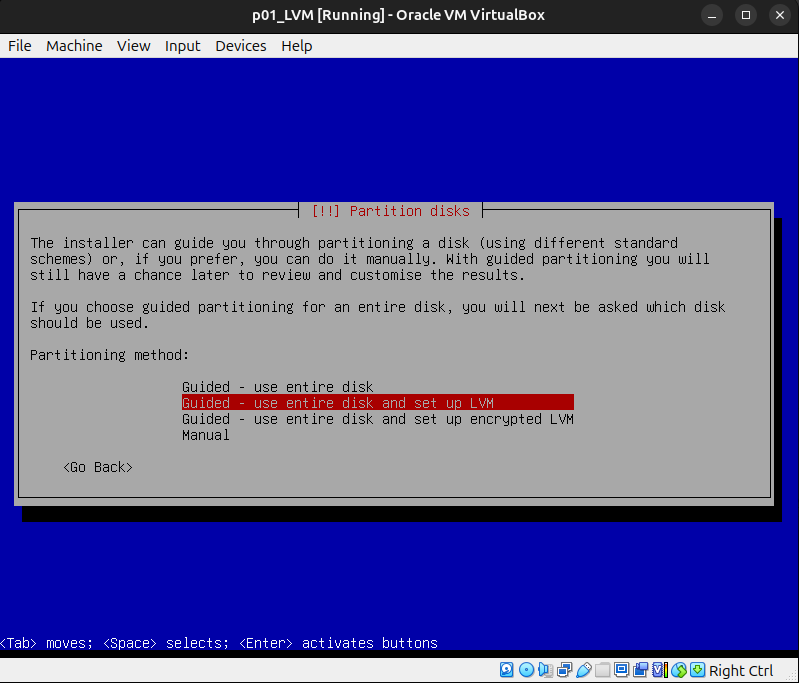 p01_LVM [Running] - Oracle VM VirtualBox
File Machine View Input Devices Help
[!!] Partition disks
The installer can guide you through partitioning a disk (using different standard
schemes) or, if you prefer, you can do it manually. With guided partitioning you will
still have a chance later to review and customise the results.
If you choose guided partitioning for an entire disk, you will next be asked which disk
should be used.
Partitioning method:
Guided - use entire disk
Guided - use entire disk and set up LVM
Guided - use entire disk and set up encrypted LVM
Manual
<Go Back>
<Tab> moves; <Space> selects; <Enter> activates buttons
Right Ctrl